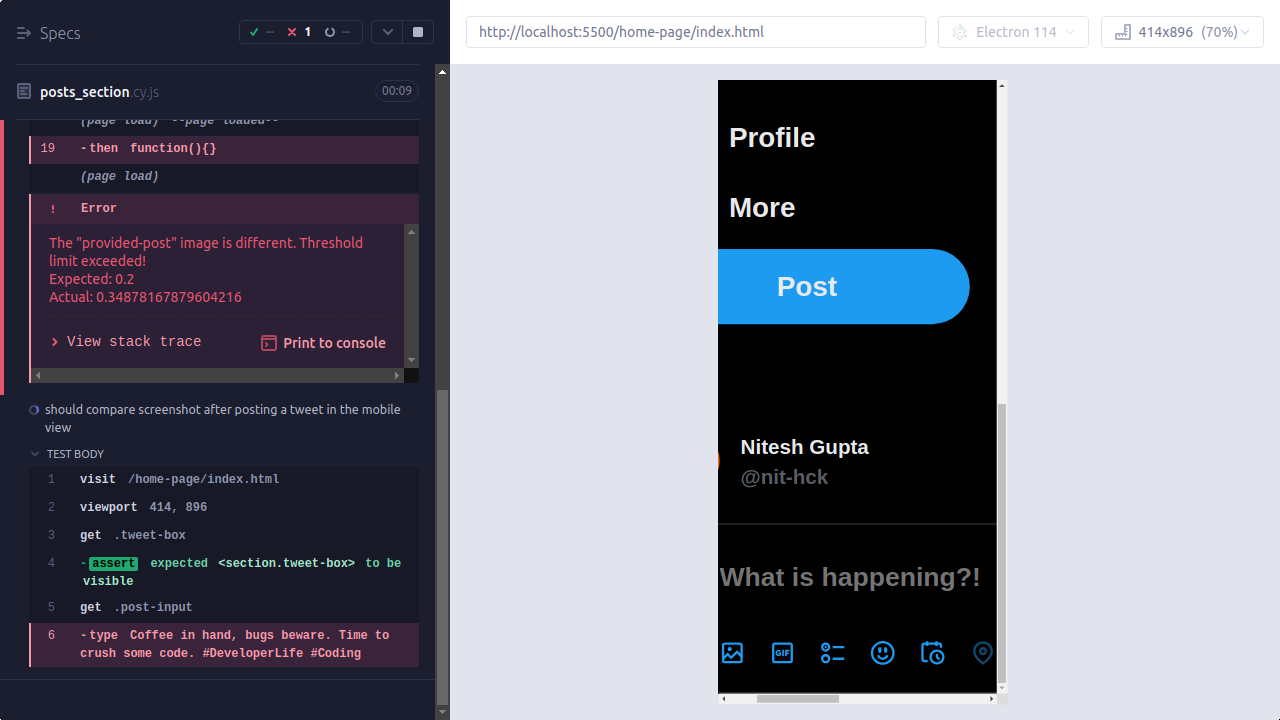 Specs
--
1
--
http://localhost:5500/home-page/index.html
Electron 114
414x896 (70%)
posts_section.cy.js
00:09
(page load) --page loaded--
19 -then function(){}
(page load)
! Error
The "provided-post" image is different. Threshold
limit exceeded!
Expected: 0.2
Actual: 0.34878167879604216
View stack trace
Print to console
should compare screenshot after posting a tweet in the mobile
view
TEST BODY
1 visit /home-page/index.html
2 viewport 414, 896
3 get .tweet-box
4 -assert expected <section.tweet-box> to be
visible
5 get .post-input
6 -type Coffee in hand, bugs beware. Time to
crush some code. #DeveloperLife #Coding
Profile
More
Post
Nitesh Gupta
@nit-hck
What is happening?!
GIF